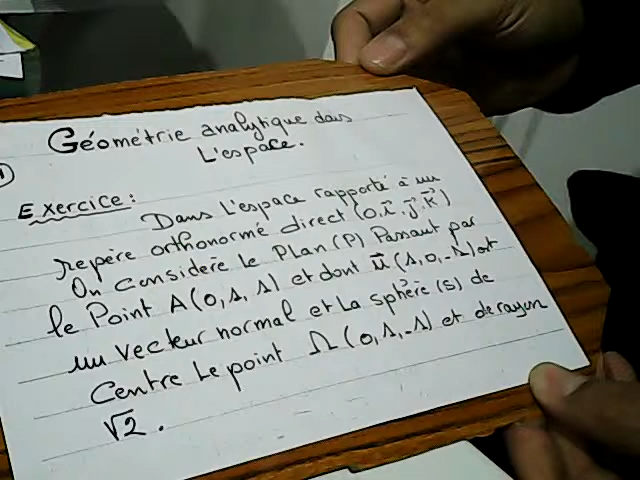 Géométrie analytique dans
L'espace.
1
Exercice:
Dans L'espace rapporté à un
repère orthonormé direct (o,i⃗,j⃗,k⃗)
On Considère le Plan(P) Passant par
le Point A(0,1,1) et dont u⃗(1,0,-1) est
un vecteur normal et La sphère (S) de
Centre Le point Ω(0,1,-1) et de rayon
√2.